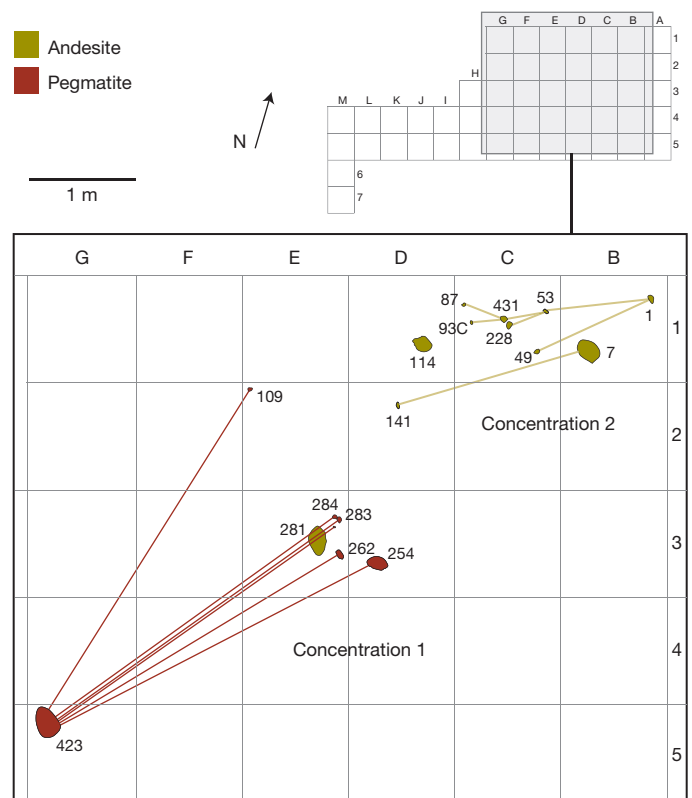 Andesite
Pegmatite
N
1 m
G F E D C B A
1
2
H
3
M L K J I
4
5
6
7
G F E D C B
87 431 53
1
93C 228
1
114 49 7
109
141 Concentration 2
2
284 283
281
262 254
3
Concentration 1
4
423
5